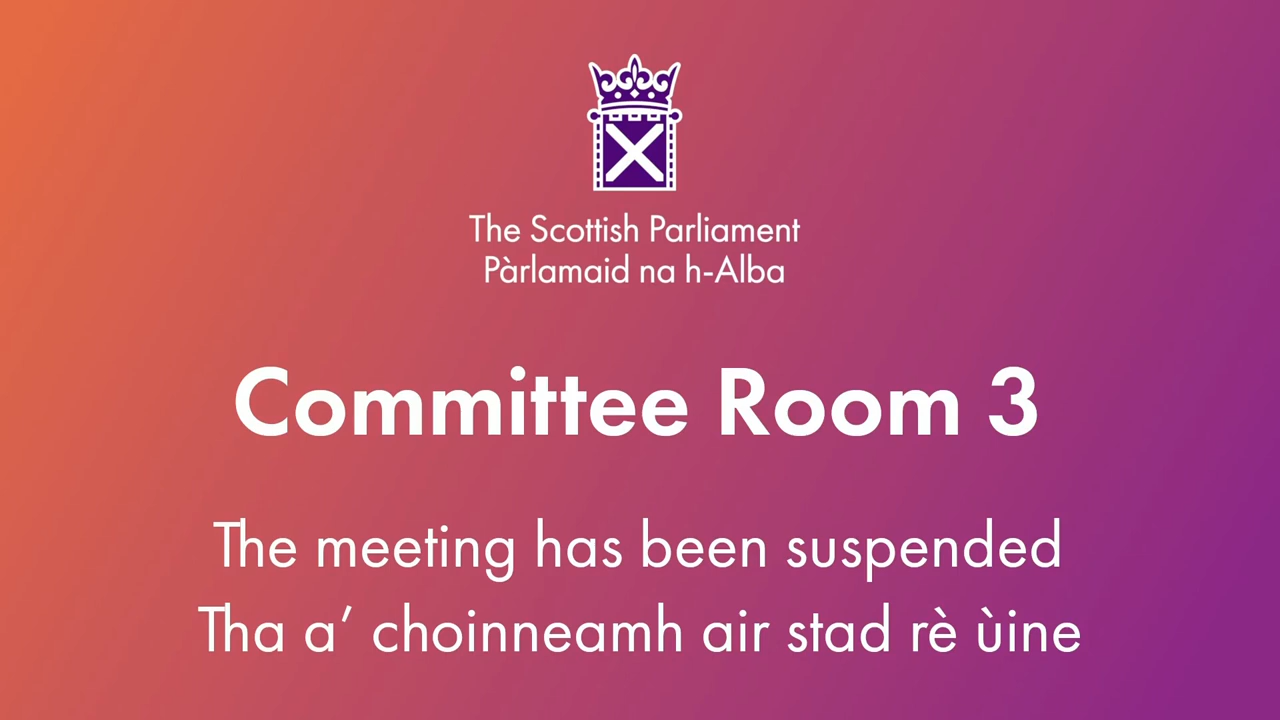 The Scottish Parliament
Pàrlamaid na h-Alba
Committee Room 3
The meeting has been suspended
Tha a’ choinneamh air stad rè ùine